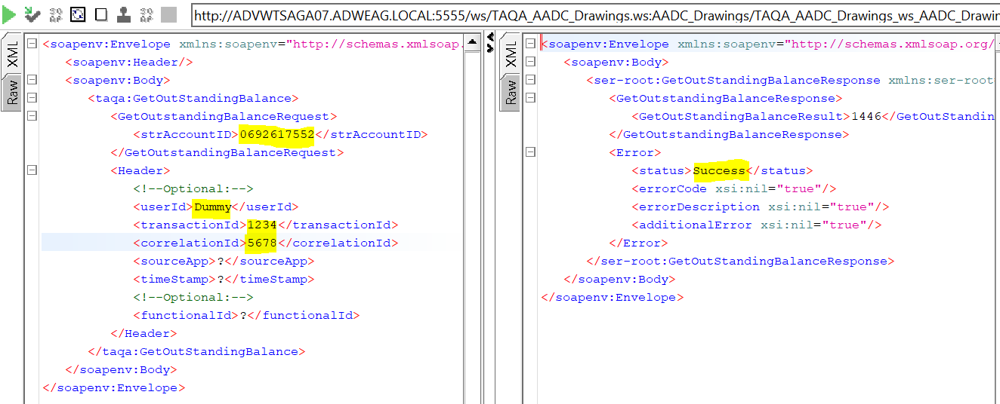 http://ADVWTSAGA07.ADWEAG.LOCAL:5555/ws/TAQA_AADC_Drawings.ws:AADC_Drawings/TAQA_AADC_Drawings_ws_AADC_Drawin
XML
Raw
<soapenv:Envelope xmlns:soapenv="http://schemas.xmlsoap.
<soapenv:Header/>
<soapenv:Body>
<taqa:GetOutStandingBalance>
<GetOutstandingBalanceRequest>
<strAccountID>0692617552</strAccountID>
</GetOutstandingBalanceRequest>
<Header>
<!--Optional:-->
<userId>Dummy</userId>
<transactionId>1234</transactionId>
<correlationId>5678</correlationId>
<sourceApp>?</sourceApp>
<timeStamp>?</timeStamp>
<!--Optional:-->
<functionalId>?</functionalId>
</Header>
</taqa:GetOutStandingBalance>
</soapenv:Body>
</soapenv:Envelope>
XML
Raw
<soapenv:Envelope xmlns:soapenv="http://schemas.xmlsoap.org/
<soapenv:Body>
<ser-root:GetOutStandingBalanceResponse xmlns:ser-root
<GetOutstandingBalanceResponse>
<GetOutstandingBalanceResult>1446</GetOutstandin
</GetOutstandingBalanceResponse>
<Error>
<status>Success</status>
<errorCode xsi:nil="true"/>
<errorDescription xsi:nil="true"/>
<additionalError xsi:nil="true"/>
</Error>
</ser-root:GetOutStandingBalanceResponse>
</soapenv:Body>
</soapenv:Envelope>